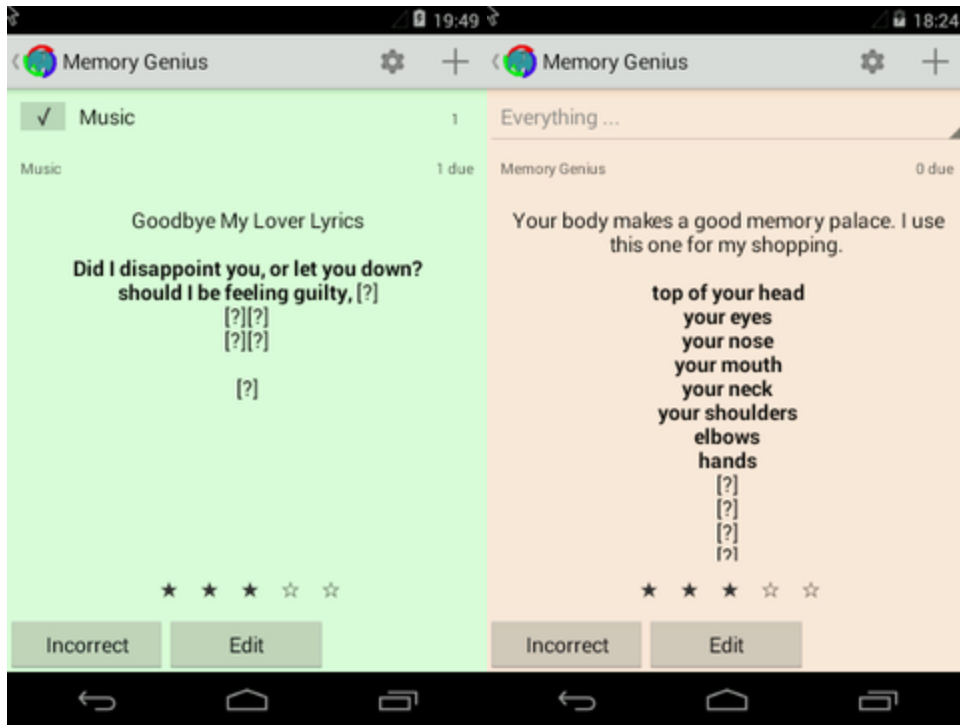 19:49
Memory Genius
√ Music 1
Music 1 due
Goodbye My Lover Lyrics
Did I disappoint you, or let you down?
should I be feeling guilty, [?]
[?][?]
[?][?]
[?]
★ ★ ★ ☆ ☆
Incorrect Edit
18:24
Memory Genius
Everything ...
Memory Genius 0 due
Your body makes a good memory palace. I use
this one for my shopping.
top of your head
your eyes
your nose
your mouth
your neck
your shoulders
elbows
hands
[?]
[?]
[?]
[?]
★ ★ ★ ☆ ☆
Incorrect Edit